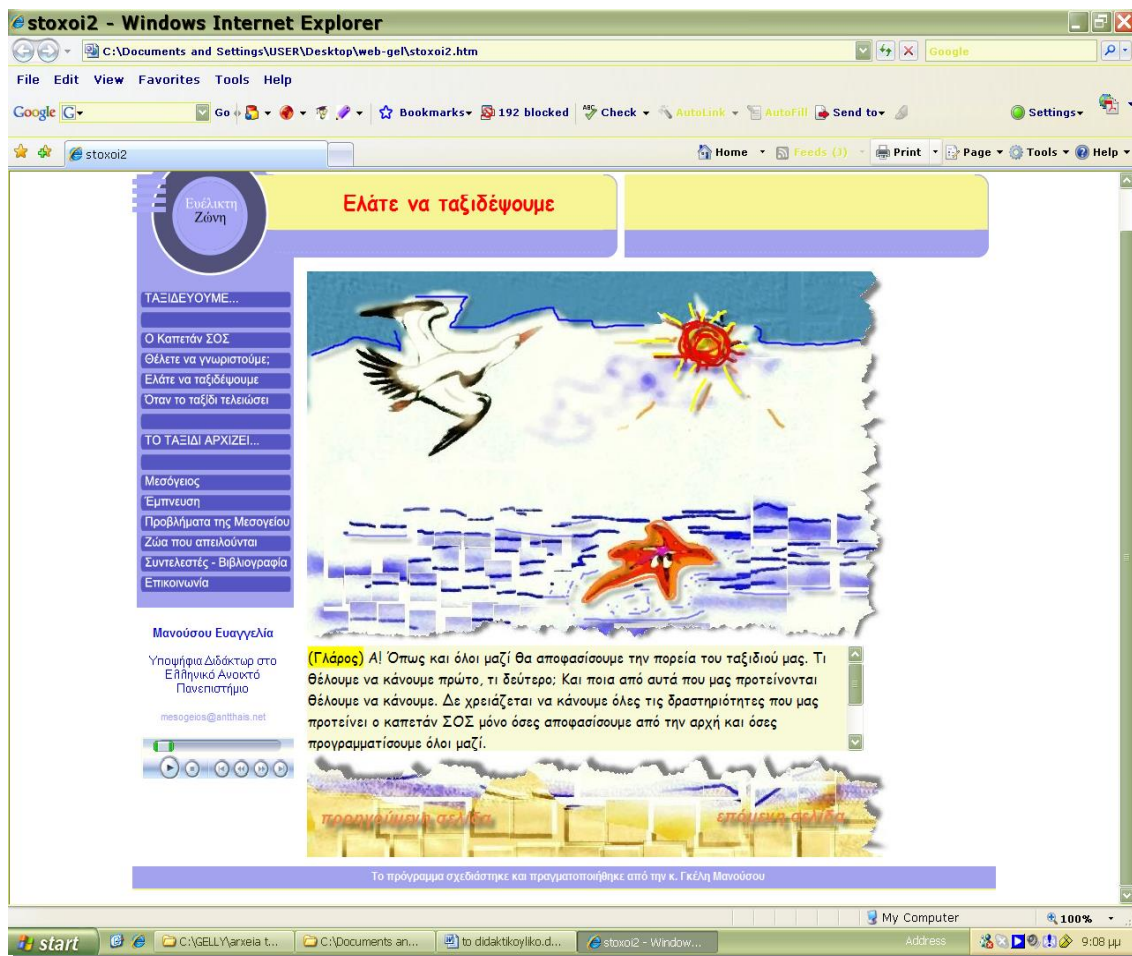 stoxoi2 - Windows Internet Explorer
C:\Documents and Settings\USER\Desktop\web-gel\stoxoi2.htm
Google
File Edit View Favorites Tools Help
Google G Go Bookmarks 192 blocked ABC Check AutoLink AutoFill Send to Settings
stoxoi2 Home Feeds (J) Print Page Tools Help
Ευέλικτη
Ζώνη
Ελάτε να ταξιδέψουμε
ΤΑΞΙΔΕΥΟΥΜΕ...
Ο Καπετάν ΣΟΣ
Θέλετε να γνωριστούμε;
Ελάτε να ταξιδέψουμε
Όταν το ταξίδι τελειώσει
ΤΟ ΤΑΞΙΔΙ ΑΡΧΙΖΕΙ...
Μεσόγειος
Έμπνευση
Προβλήματα της Μεσογείου
Ζώα που απειλούνται
Συντελεστές - Βιβλιογραφία
Επικοινωνία
Μανούσου Ευαγγελία
Υποψήφια Διδάκτωρ στο
Ελληνικό Ανοιχτό
Πανεπιστήμιο
mesogeios@antthais.net
(Γλάρος) Α! Όπως και όλοι μαζί θα αποφασίσουμε την πορεία του ταξιδιού μας. Τι
θέλουμε να κάνουμε πρώτο, τι δεύτερο; Και ποια από αυτά που μας προτείνονται
θέλουμε να κάνουμε. Δε χρειάζεται να κάνουμε όλες τις δραστηριότητες που μας
προτείνει ο καπετάν ΣΟΣ μόνο όσες αποφασίσουμε από την αρχή και όσες
προγραμματίσουμε όλοι μαζί.
προηγούμενη σελίδα
επόμενη σελίδα
Το πρόγραμμα σχεδιάστηκε και πραγματοποιήθηκε από την κ. Γκέλη Μανούσου
My Computer 100%
start C:\GELLY\arxeia t... C:\Documents an... to didaktikoyliko.d... stoxoi2 - Window... Address 9:08 μμ